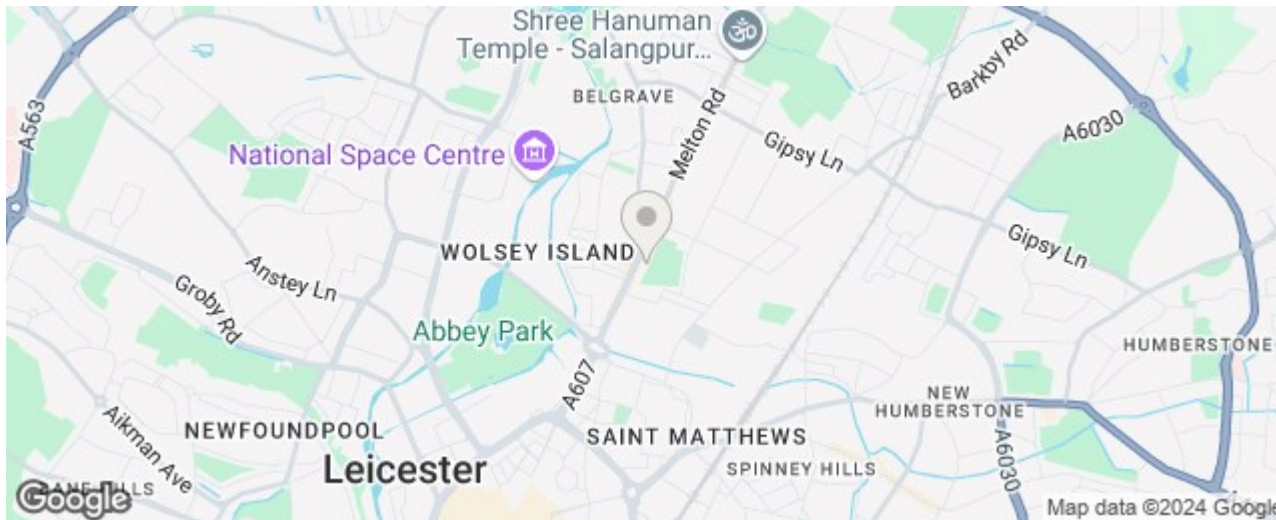 Shree Hanuman
Temple - Salangpur...
BELGRAVE
Barkby Rd
A563
A6030
Melton Rd
Gipsy Ln
National Space Centre
WOLSEY ISLAND
Gipsy Ln
Anstey Ln
Groby Rd
Abbey Park
HUMBERSTONE
A607
NEW
HUMBERSTONE
Aikman Ave
NEWFOUNDPOOL
SAINT MATTHEWS
A6030
Leicester
SPINNEY HILLS
Google
Map data ©2024 Google